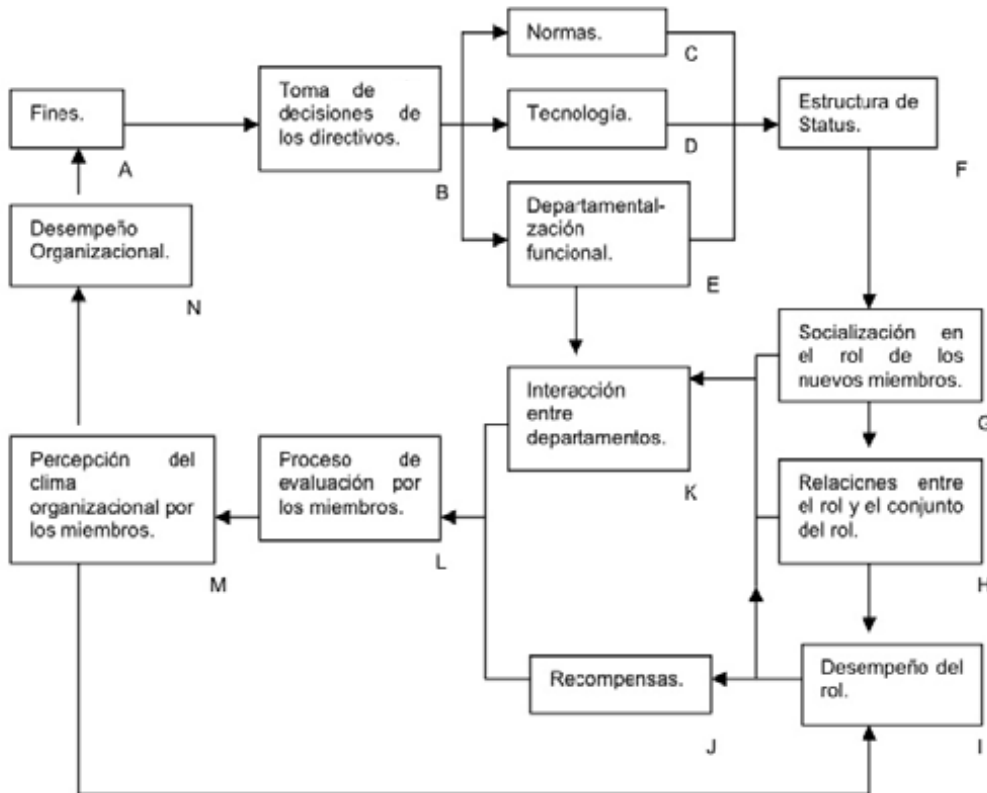 Fines.
A
Toma de
decisiones de
los directivos.
B
Normas.
C
Tecnología.
D
Departamental-
zación
funcional.
E
Estructura de
Status.
F
Socialización en
el rol de los
nuevos miembros.
G
Relaciones entre
el rol y el conjunto
del rol.
H
Desempeño del
rol.
I
Recompensas.
J
Interacción
entre
departamentos.
K
Proceso de
evaluación por
los miembros.
L
Percepción del
clima
organizacional por
los miembros.
M
Desempeño
Organizacional.
N